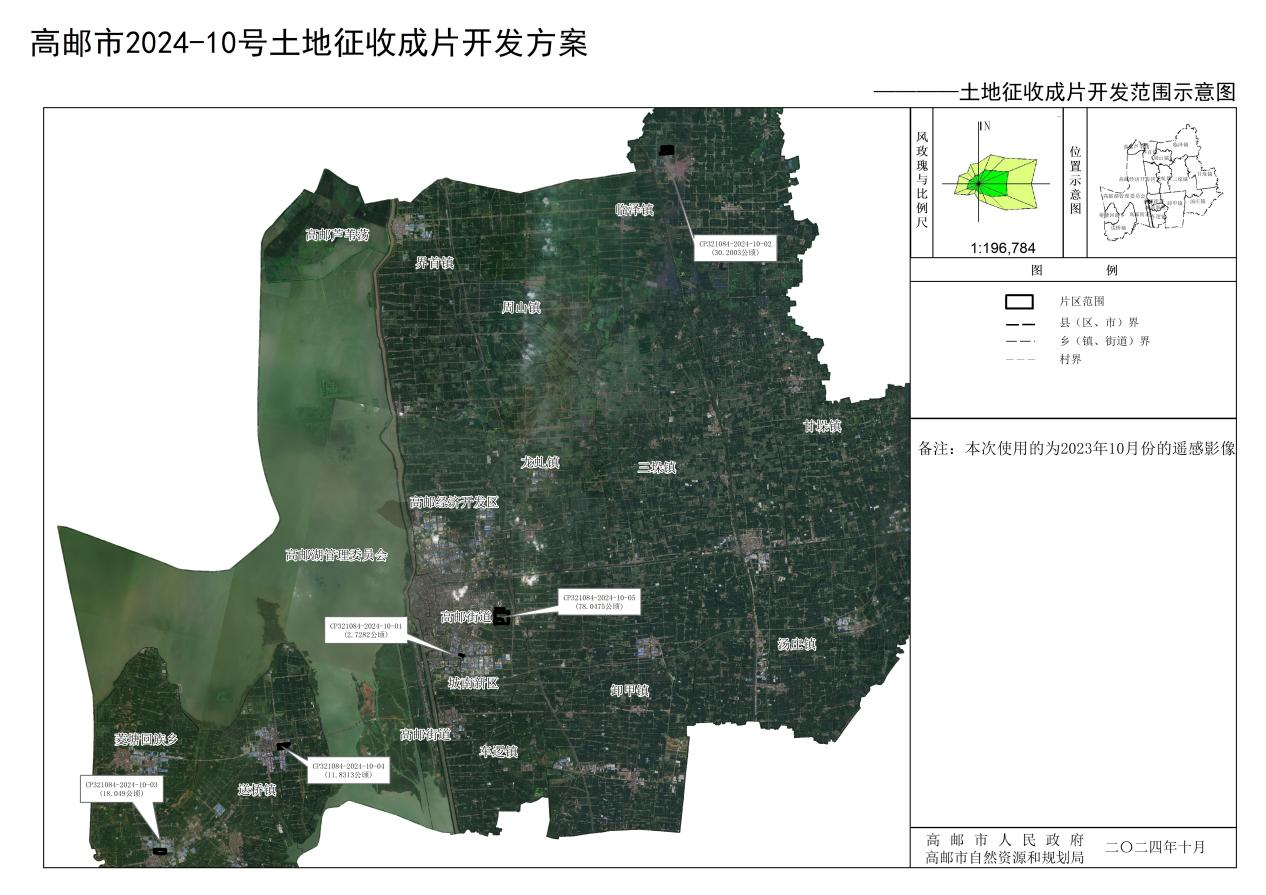 高邮市2024-10号土地征收成片开发方案
————土地征收成片开发范围示意图
风玫瑰与比例尺
N
1:196,784
位置示意图
图 例
片区范围
县（区、市）界
乡（镇、街道）界
村界
备注：本次使用的为2023年10月份的遥感影像
临泽镇
高邮芦苇荡
CP321084-2024-10-02
(30.2003公顷)
界首镇
周山镇
甘垛镇
龙虬镇
三垛镇
高邮经济开发区
高邮湖管理委员会
CP321084-2024-10-05
(78.0475公顷)
高邮街道
CP321084-2024-10-01
(2.7282公顷)
汤庄镇
城南新区
卸甲镇
高邮街道
菱塘回族乡
车逻镇
CP321084-2024-10-04
(11.8313公顷)
CP321084-2024-10-03
(18.049公顷)
送桥镇
高邮市人民政府
高邮市自然资源和规划局
二〇二四年十月